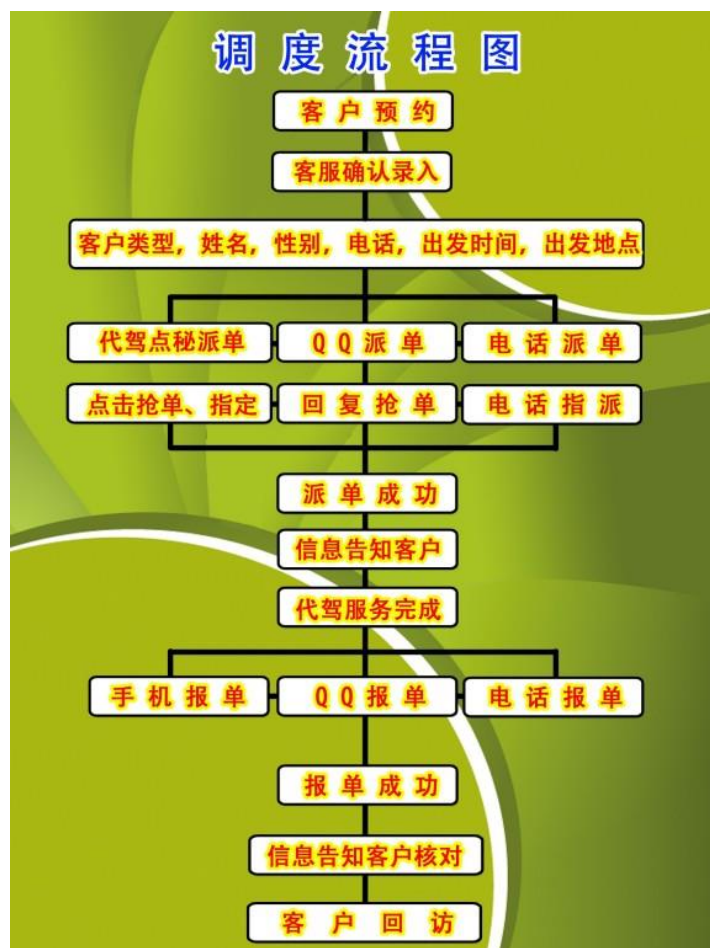 调度流程图
客户预约
客服确认录入
客户类型，姓名，性别，电话，出发时间，出发地点
代驾点秘派单 QQ派单 电话派单
点击抢单、指定 回复抢单 电话指派
派单成功
信息告知客户
代驾服务完成
手机报单 QQ报单 电话报单
报单成功
信息告知客户核对
客户回访